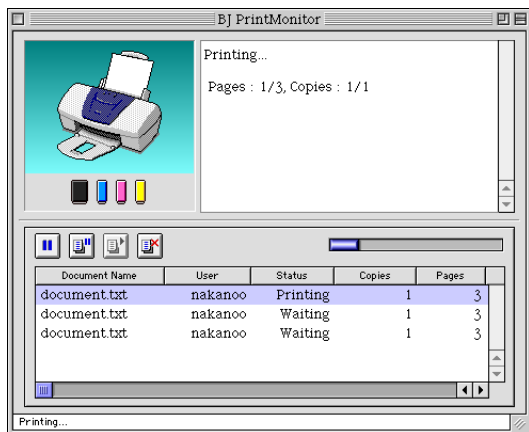 BJ PrintMonitor
Printing...
Pages : 1/3, Copies : 1/1
Document Name User Status Copies Pages
document.txt nakanoo Printing 1 3
document.txt nakanoo Waiting 1 3
document.txt nakanoo Waiting 1 3
Printing...